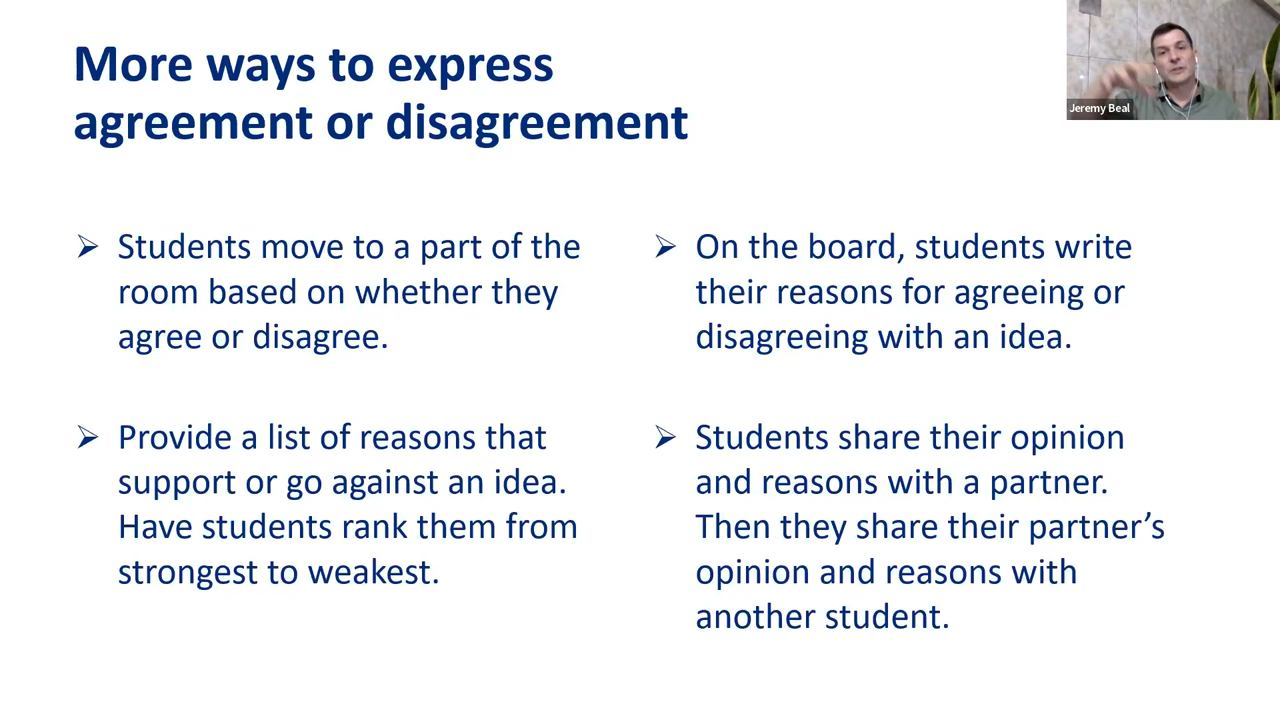 More ways to express
agreement or disagreement
Jeremy Beal
Students move to a part of the
room based on whether they
agree or disagree.
Provide a list of reasons that
support or go against an idea.
Have students rank them from
strongest to weakest.
On the board, students write
their reasons for agreeing or
disagreeing with an idea.
Students share their opinion
and reasons with a partner.
Then they share their partner’s
opinion and reasons with
another student.